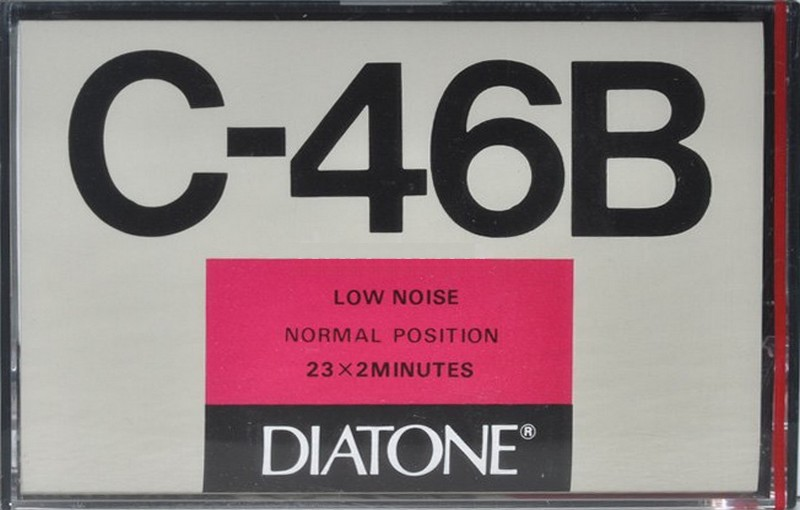 C-46B
LOW NOISE
NORMAL POSITION
23×2MINUTES
DIATONE®